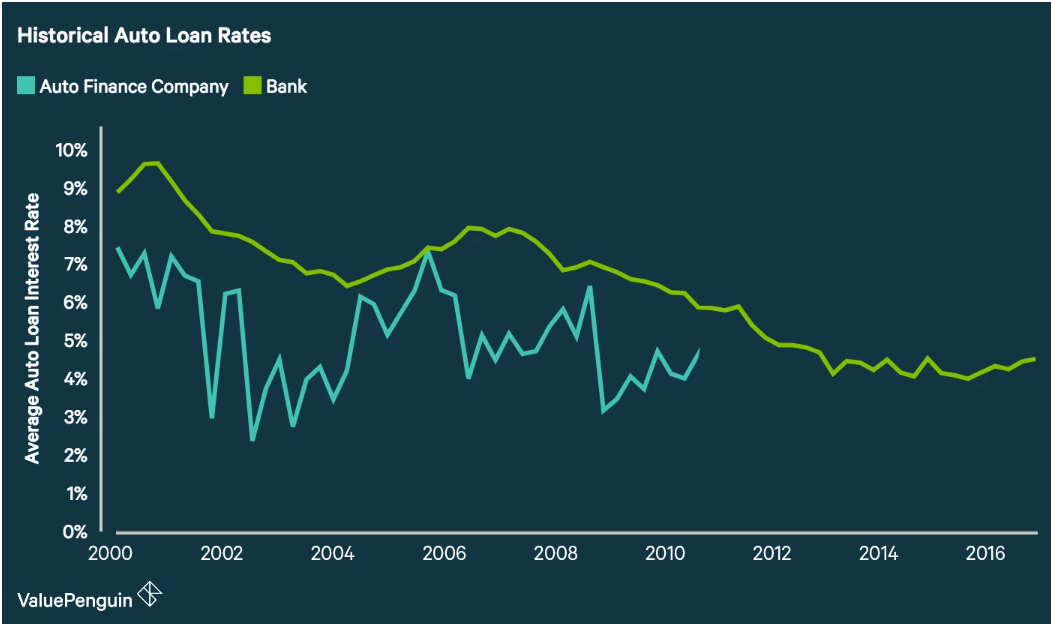 Historical Auto Loan Rates
Auto Finance Company Bank
Average Auto Loan Interest Rate
10%
9%
8%
7%
6%
5%
4%
3%
2%
1%
0%
2000 2002 2004 2006 2008 2010 2012 2014 2016
ValuePenguin